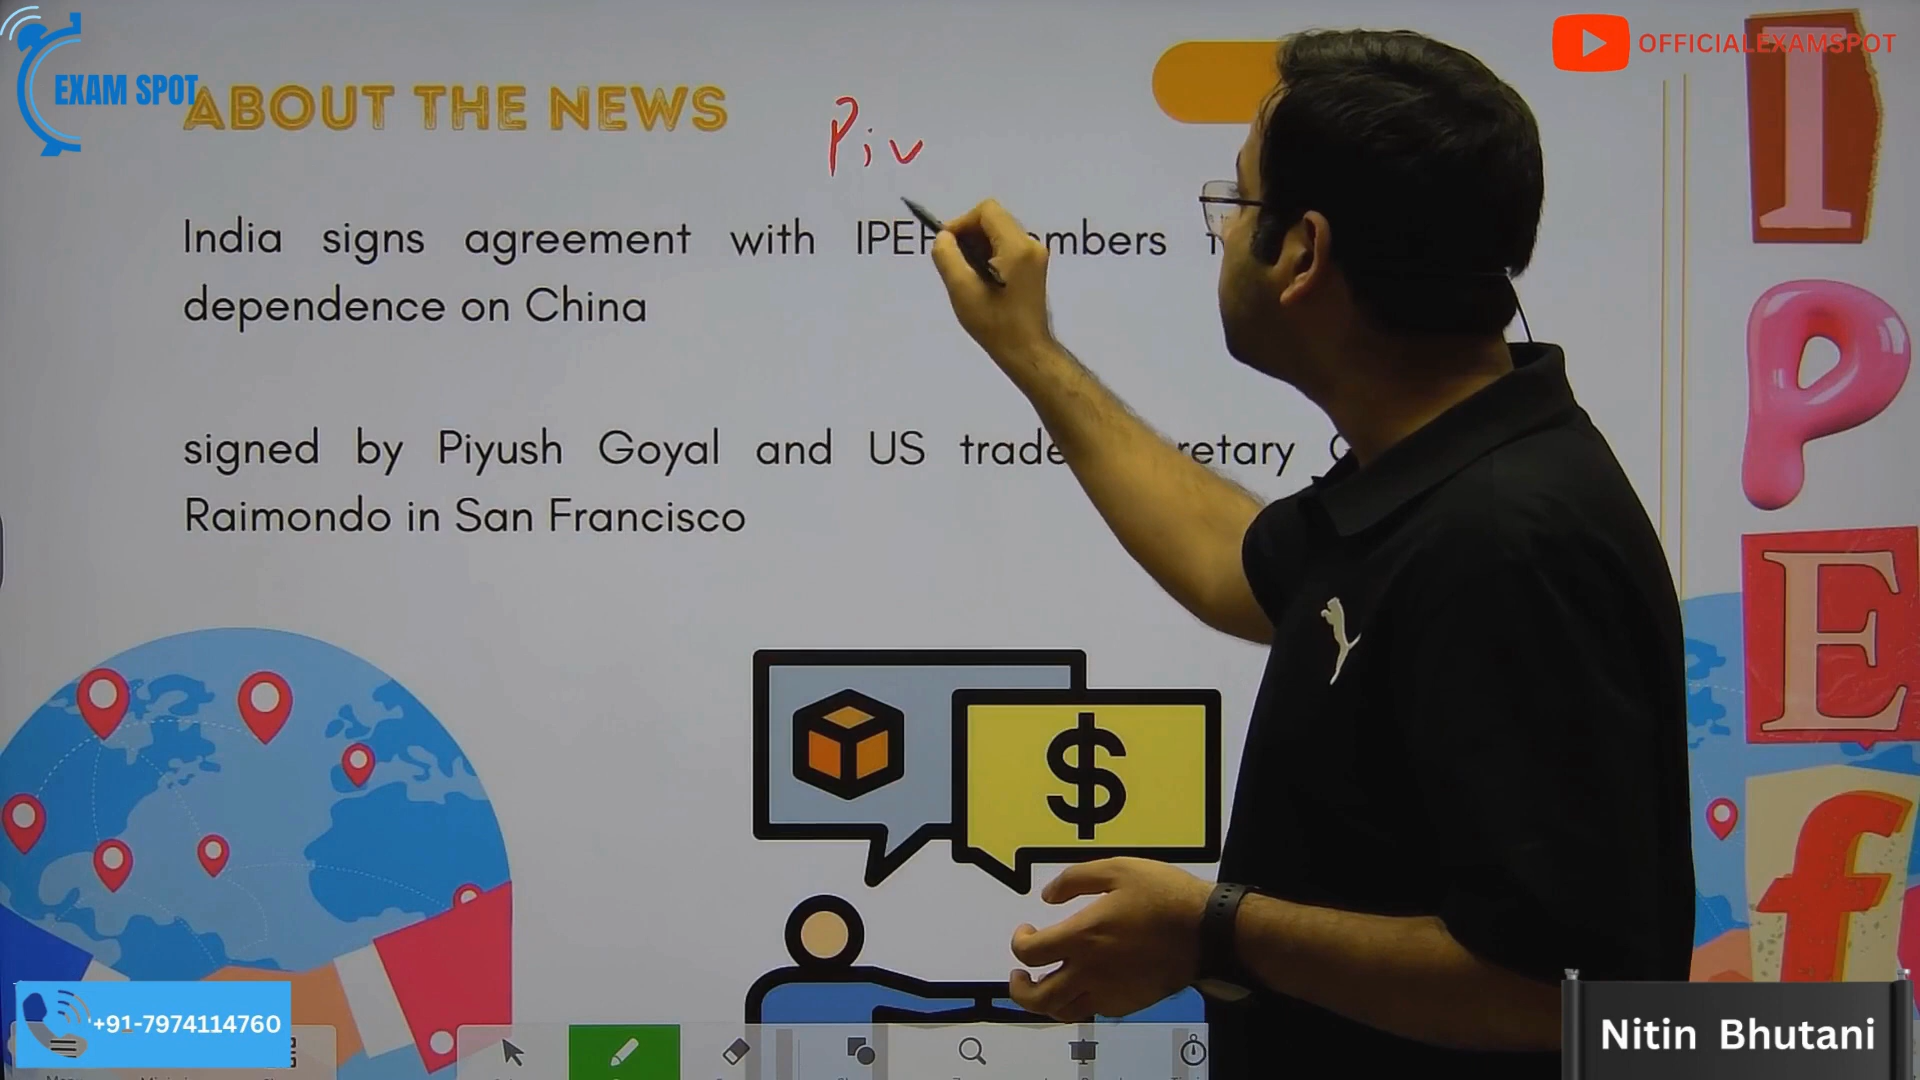 EXAM SPOT
OFFICIALEXAMSPOT
ABOUT THE NEWS
Piv
India signs agreement with
dependence on China
signed by Piyush Goyal and US trade
Raimondo in San Francisco
I
P
E
f
$
+91-7974114760
Nitin Bhutani